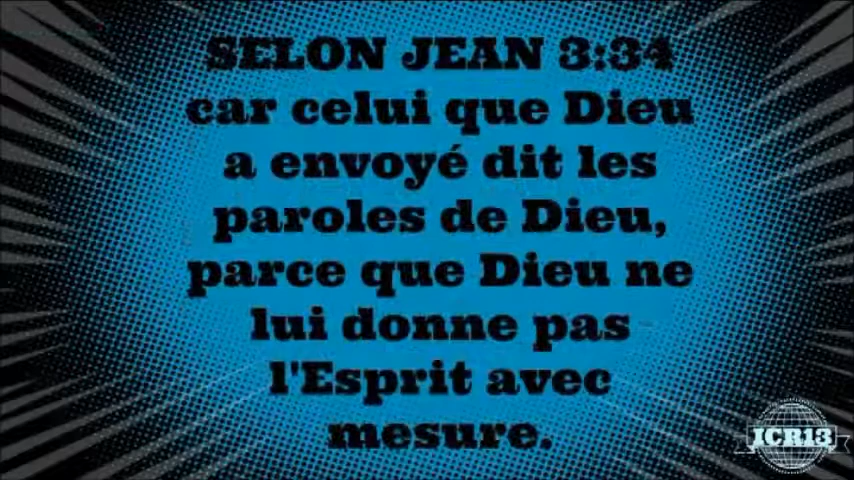 SELON JEAN 3:34
car celui que Dieu
a envoyé dit les
paroles de Dieu,
parce que Dieu ne
lui donne pas
l'Esprit avec
mesure.
ICR13